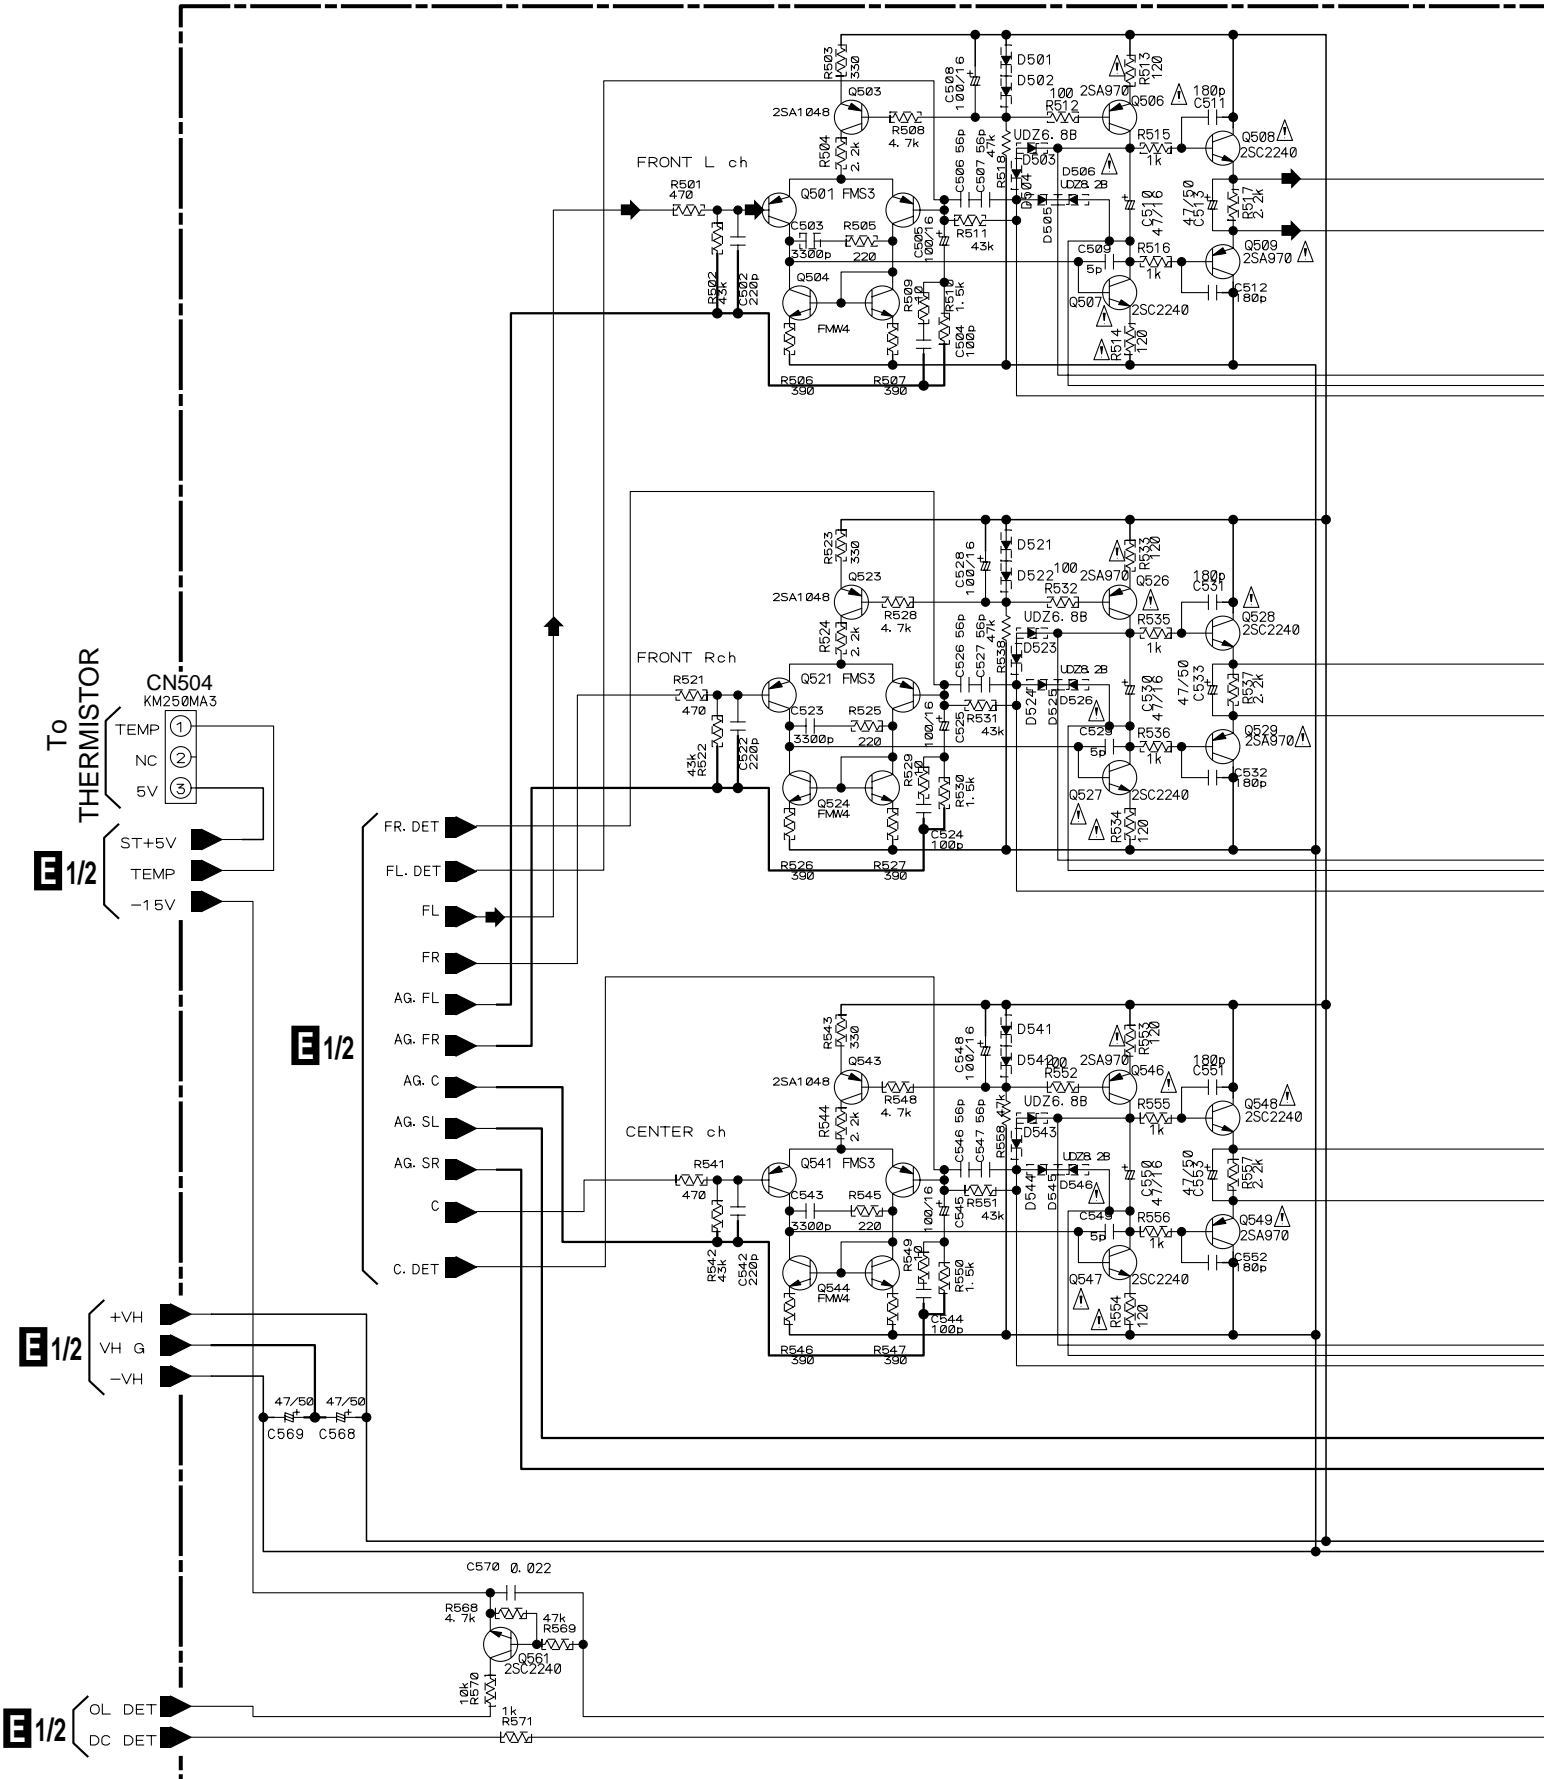 R503
330
C508
100/16
D501
D502
R513
120
Q503
2SA1048
R508
4.7k
100
R512
2SA970
Q506
180p
C511
Q508
2SC2240
R504
2.2k
C506 56p
C507 56p
47k
R518
UDZ6.8B
D503
R515
1k
FRONT L ch
R501
470
Q501 FMS3
D504
D505
D506
UDZ8.2B
C510
47/16
47/50
C513
R517
2.2k
C503
3300p
R505
220
C505
100/16
R511
43k
C509
5p
R516
1k
Q509
2SA970
R502
43k
C502
220p
Q504
FMW4
R509
10
R510
1.5k
C504
100p
Q507
2SC2240
C512
180p
R514
120
R506
390
R507
390
R523
330
C528
100/16
D521
D522
R533
120
Q523
2SA1048
R528
4.7k
100
R532
2SA970
Q526
180p
C531
Q528
2SC2240
R524
2.2k
C526 56p
C527 56p
47k
R538
UDZ6.8B
D523
R535
1k
FRONT Rch
R521
470
Q521 FMS3
D524
D525
D526
UDZ8.2B
C530
47/16
47/50
C533
R537
2.2k
C523
3300p
R525
220
C525
100/16
R531
43k
C529
5p
R536
1k
Q529
2SA970
43k
R522
C522
220p
Q524
FMW4
R529
10
R530
1.5k
C524
100p
Q527
2SC2240
C532
180p
R534
120
R526
390
R527
390
To
THERMISTOR
CN504
KM250MA3
TEMP 1
NC 2
5V 3
E 1/2
ST+5V
TEMP
-15V
E 1/2
FR.DET
FL.DET
FL
FR
AG.FL
AG.FR
AG.C
AG.SL
AG.SR
C
C.DET
R543
330
C548
100/16
D541
D542
R553
120
Q543
2SA1048
R548
4.7k
100
R552
2SA970
Q546
180p
C551
Q548
2SC2240
R544
2.2k
C546 56p
C547 56p
47k
R558
UDZ6.8B
D543
R555
1k
CENTER ch
R541
470
Q541 FMS3
D544
D545
D546
UDZ8.2B
C550
47/16
47/50
C553
R557
2.2k
C543
3300p
R545
220
C545
100/16
R551
43k
C549
5p
R556
1k
Q549
2SA970
R542
43k
C542
220p
Q544
FMW4
R549
10
R550
1.5k
C544
100p
Q547
2SC2240
C552
180p
R554
120
R546
390
R547
390
E 1/2
+VH
VH G
-VH
47/50
C569
47/50
C568
C570 0.022
R568
4.7k
47k
R569
Q561
2SC2240
10k
R570
1k
R571
E 1/2
OL DET
DC DET